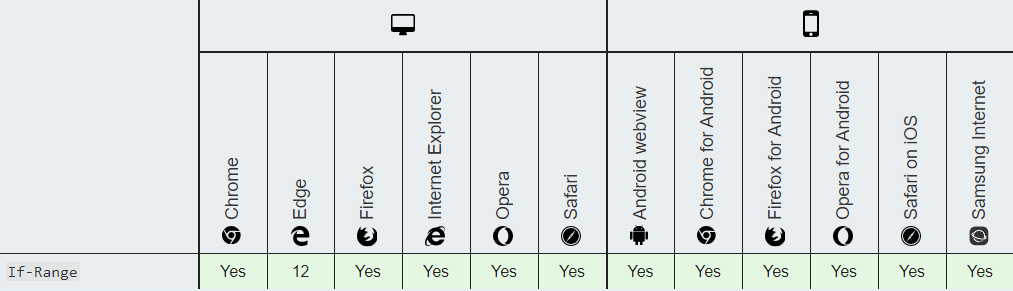 Chrome
Edge
Firefox
Internet Explorer
Opera
Safari
Android webview
Chrome for Android
Firefox for Android
Opera for Android
Safari on iOS
Samsung Internet
If-Range Yes 12 Yes Yes Yes Yes Yes Yes Yes Yes Yes Yes